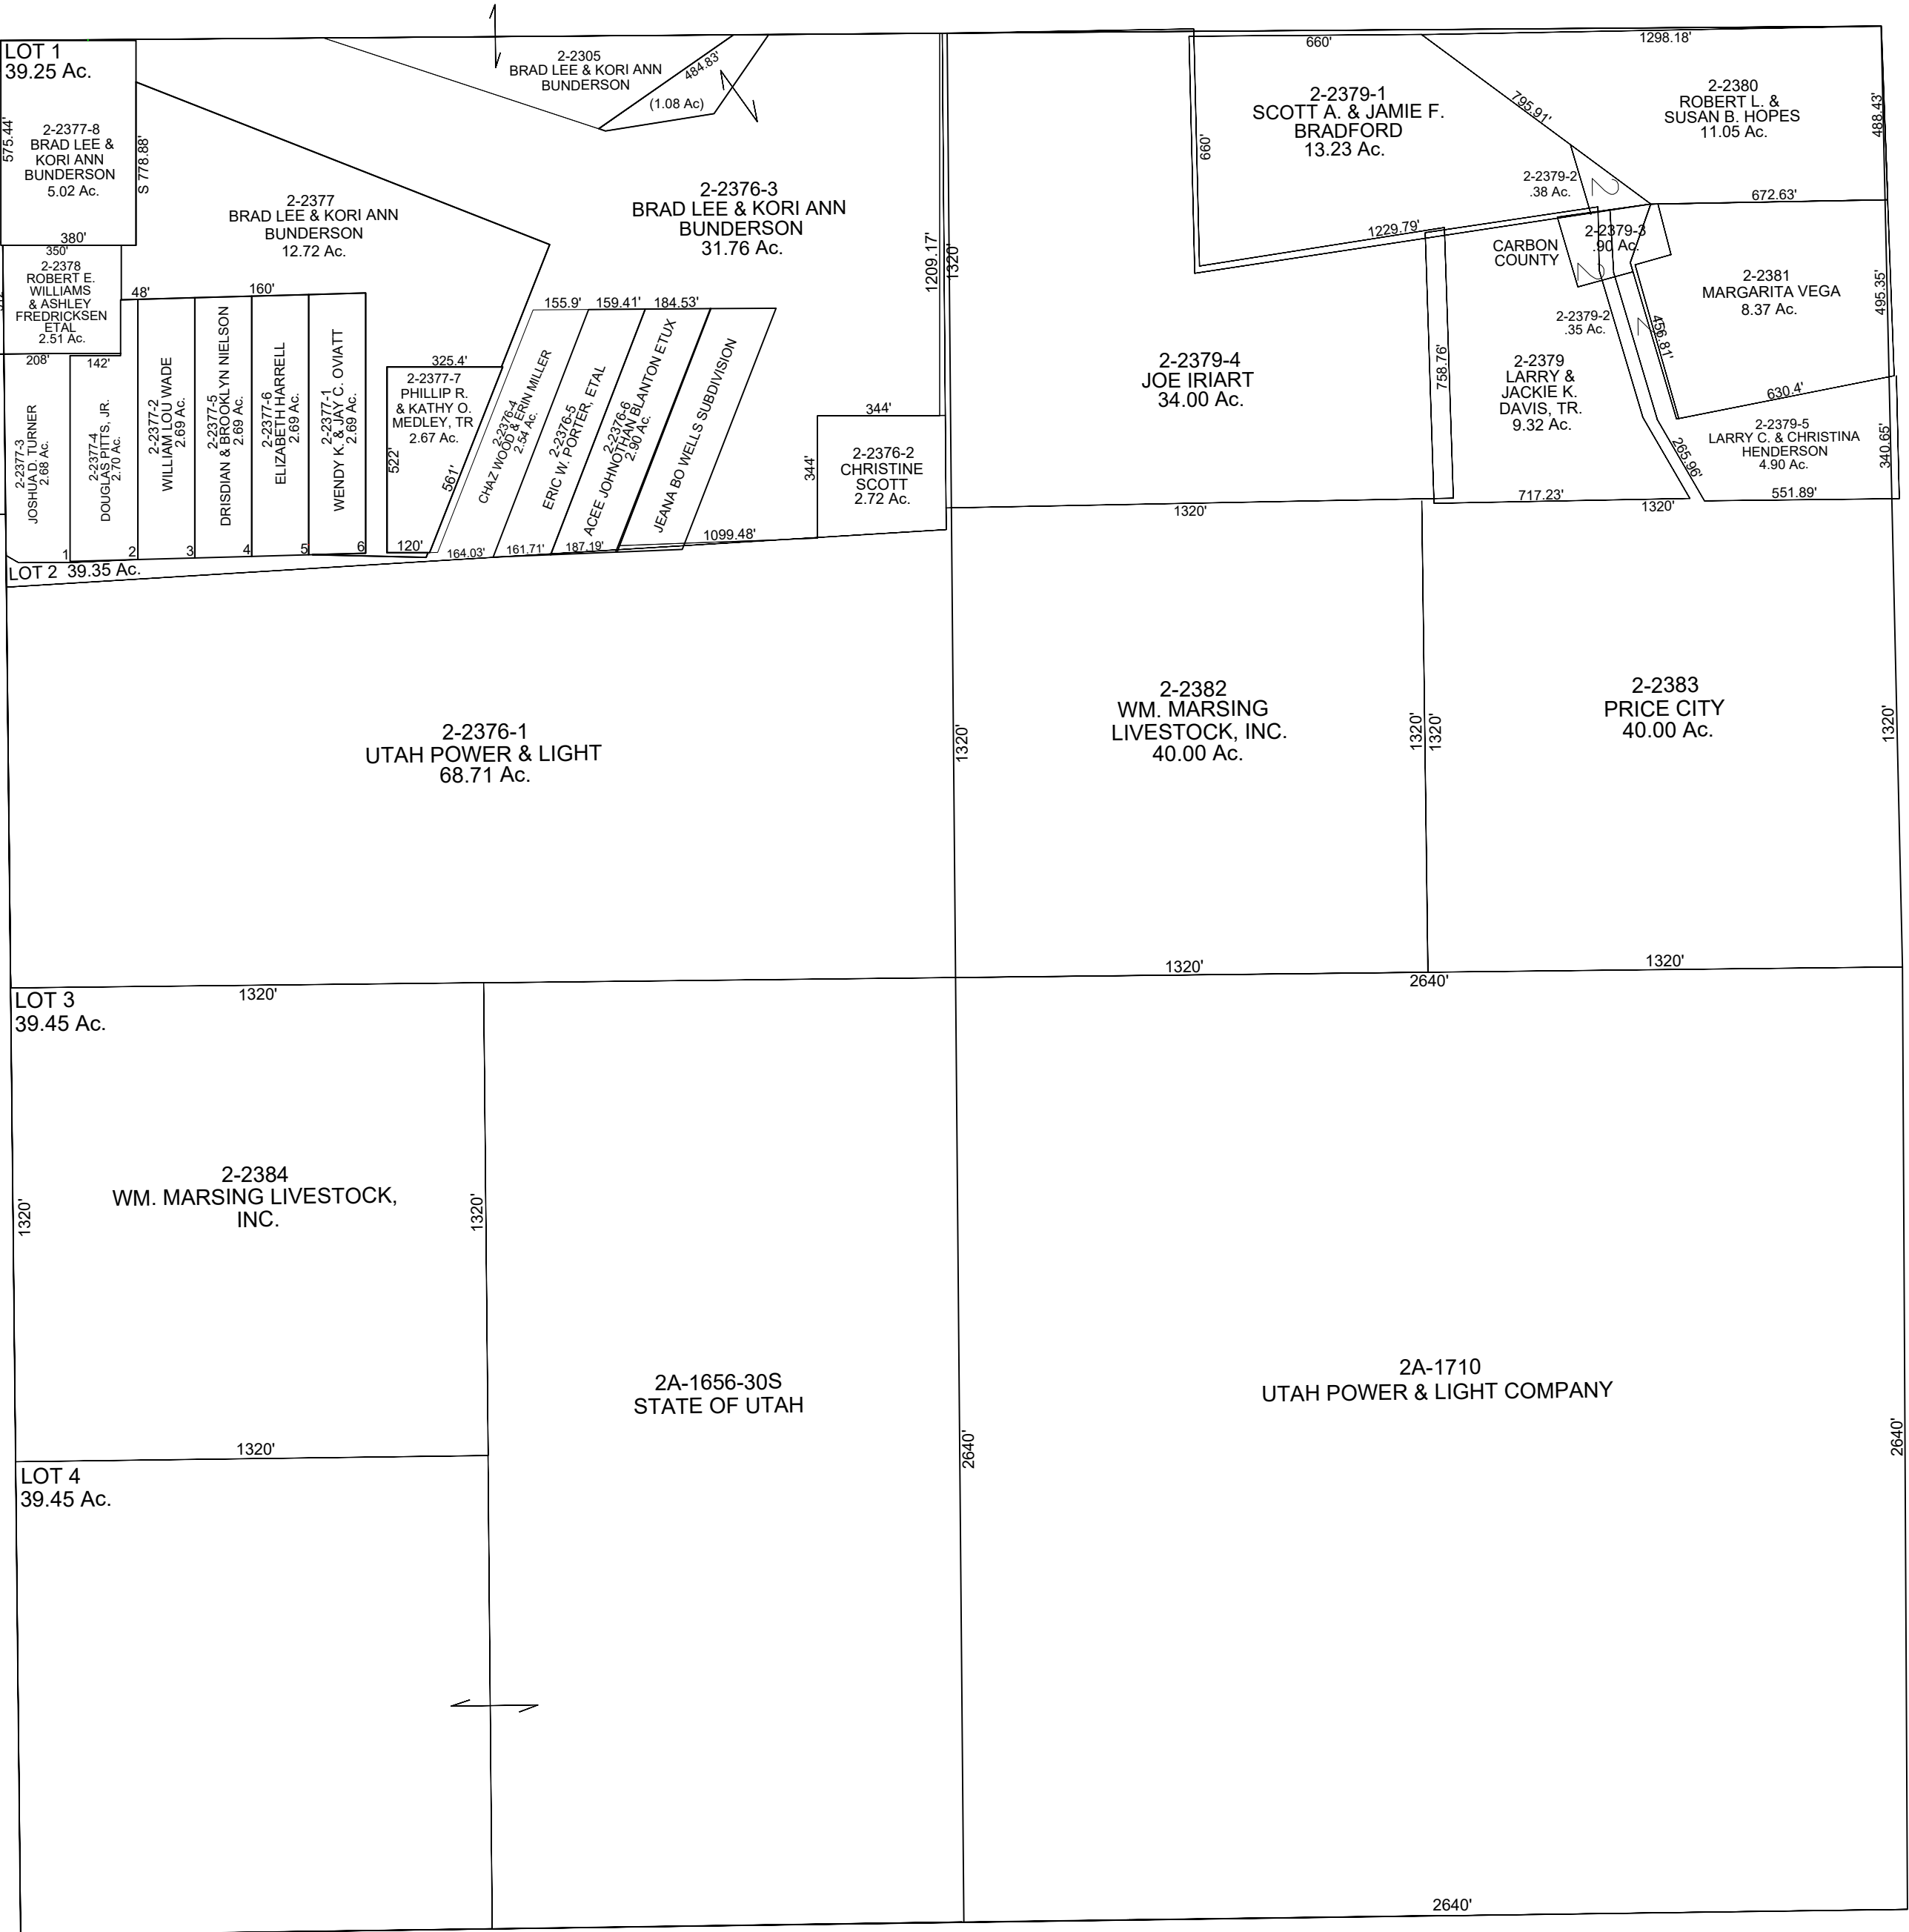 LOT 1
39.25 Ac.
575.44'
2-2377-8
BRAD LEE &
KORI ANN
BUNDERSON
5.02 Ac.
S 778.88'
380'
350'
2-2378
ROBERT E.
WILLIAMS
& ASHLEY
FREDRICKSEN
ETAL
2.51 Ac.
208'
142'
48'
160'
2-2377
BRAD LEE & KORI ANN
BUNDERSON
12.72 Ac.
2-2305
BRAD LEE & KORI ANN
BUNDERSON
484.83'
(1.08 Ac)
2-2376-3
BRAD LEE & KORI ANN
BUNDERSON
31.76 Ac.
1209.17'
1320'
2-2377-3
JOSHUA D. TURNER
2.68 Ac.
1
2-2377-4
DOUGLAS PITTS, JR.
2.70 Ac.
2
2-2377-2
WILLIAM LOU WADE
2.69 Ac.
3
2-2377-5
DRISDIAN & BROOKLYN NIELSON
2.69 Ac.
4
2-2377-6
ELIZABETH HARRELL
2.69 Ac.
5
2-2377-1
WENDY K. & JAY C. OVIATT
2.69 Ac.
6
325.4'
2-2377-7
PHILLIP R.
& KATHY O.
MEDLEY, TR
2.67 Ac.
522'
561'
120'
155.9'
159.41'
184.53'
2-2376-4
CHAZ WOOD & ERIN MILLER
2.54 Ac.
2-2376-5
ERIC W. PORTER, ETAL
2-2376-6
ACEE JOHNOTHAN BLANTON ETUX
2.90 Ac.
JEANA BO WELLS SUBDIVISION
164.03'
161.71'
187.19'
1099.48'
344'
344'
2-2376-2
CHRISTINE
SCOTT
2.72 Ac.
LOT 2 39.35 Ac.
660'
660'
2-2379-1
SCOTT A. & JAMIE F.
BRADFORD
13.23 Ac.
1298.18'
795.91'
2-2380
ROBERT L. &
SUSAN B. HOPES
11.05 Ac.
488.43'
672.63'
2-2379-2
.38 Ac.
2
1229.79'
CARBON
COUNTY
2-2379-3
.90 Ac.
2
2-2381
MARGARITA VEGA
8.37 Ac.
495.35'
2-2379-2
.35 Ac.
2
456.81'
630.4'
2-2379-4
JOE IRIART
34.00 Ac.
758.76'
2-2379
LARRY &
JACKIE K.
DAVIS, TR.
9.32 Ac.
2-2379-5
LARRY C. & CHRISTINA
HENDERSON
4.90 Ac.
340.65'
265.96'
717.23'
551.89'
1320'
1320'
2-2376-1
UTAH POWER & LIGHT
68.71 Ac.
1320'
2-2382
WM. MARSING
LIVESTOCK, INC.
40.00 Ac.
1320'
1320'
2-2383
PRICE CITY
40.00 Ac.
1320'
1320'
1320'
2640'
LOT 3
39.45 Ac.
1320'
2-2384
WM. MARSING LIVESTOCK,
INC.
1320'
1320'
1320'
LOT 4
39.45 Ac.
2A-1656-30S
STATE OF UTAH
2640'
2A-1710
UTAH POWER & LIGHT COMPANY
2640'
2640'